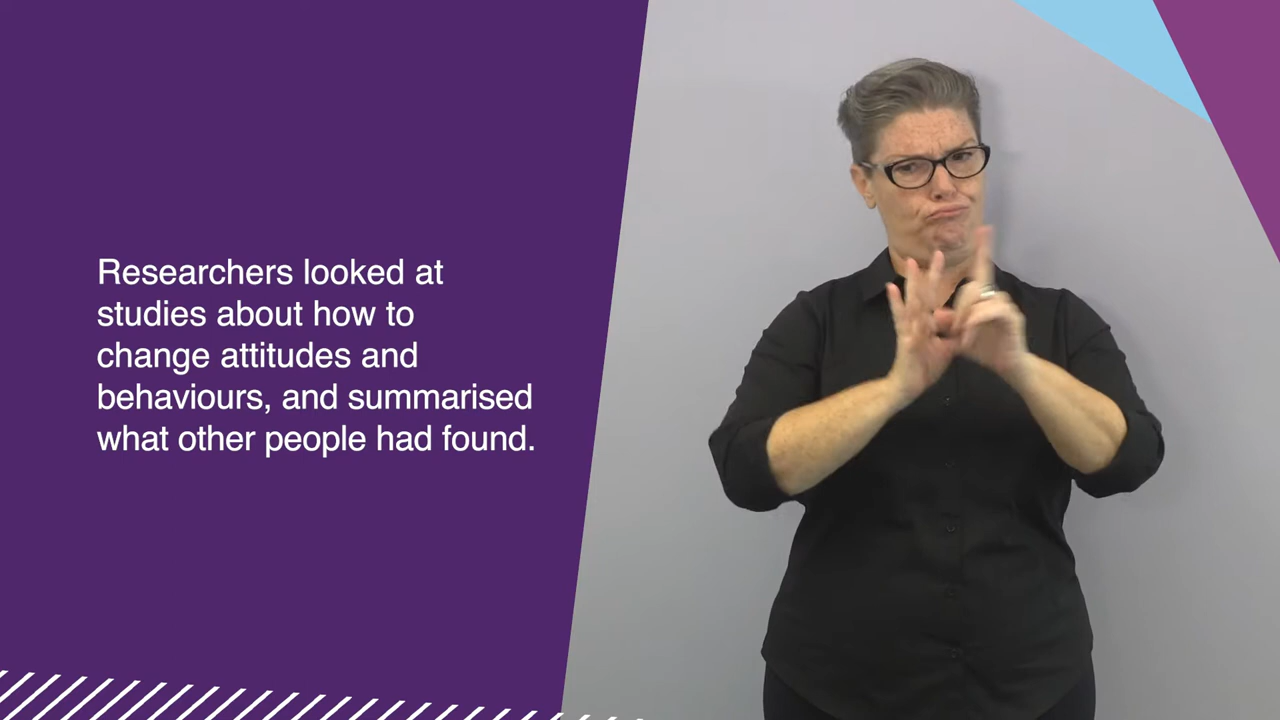 Researchers looked at
studies about how to
change attitudes and
behaviours, and summarised
what other people had found.